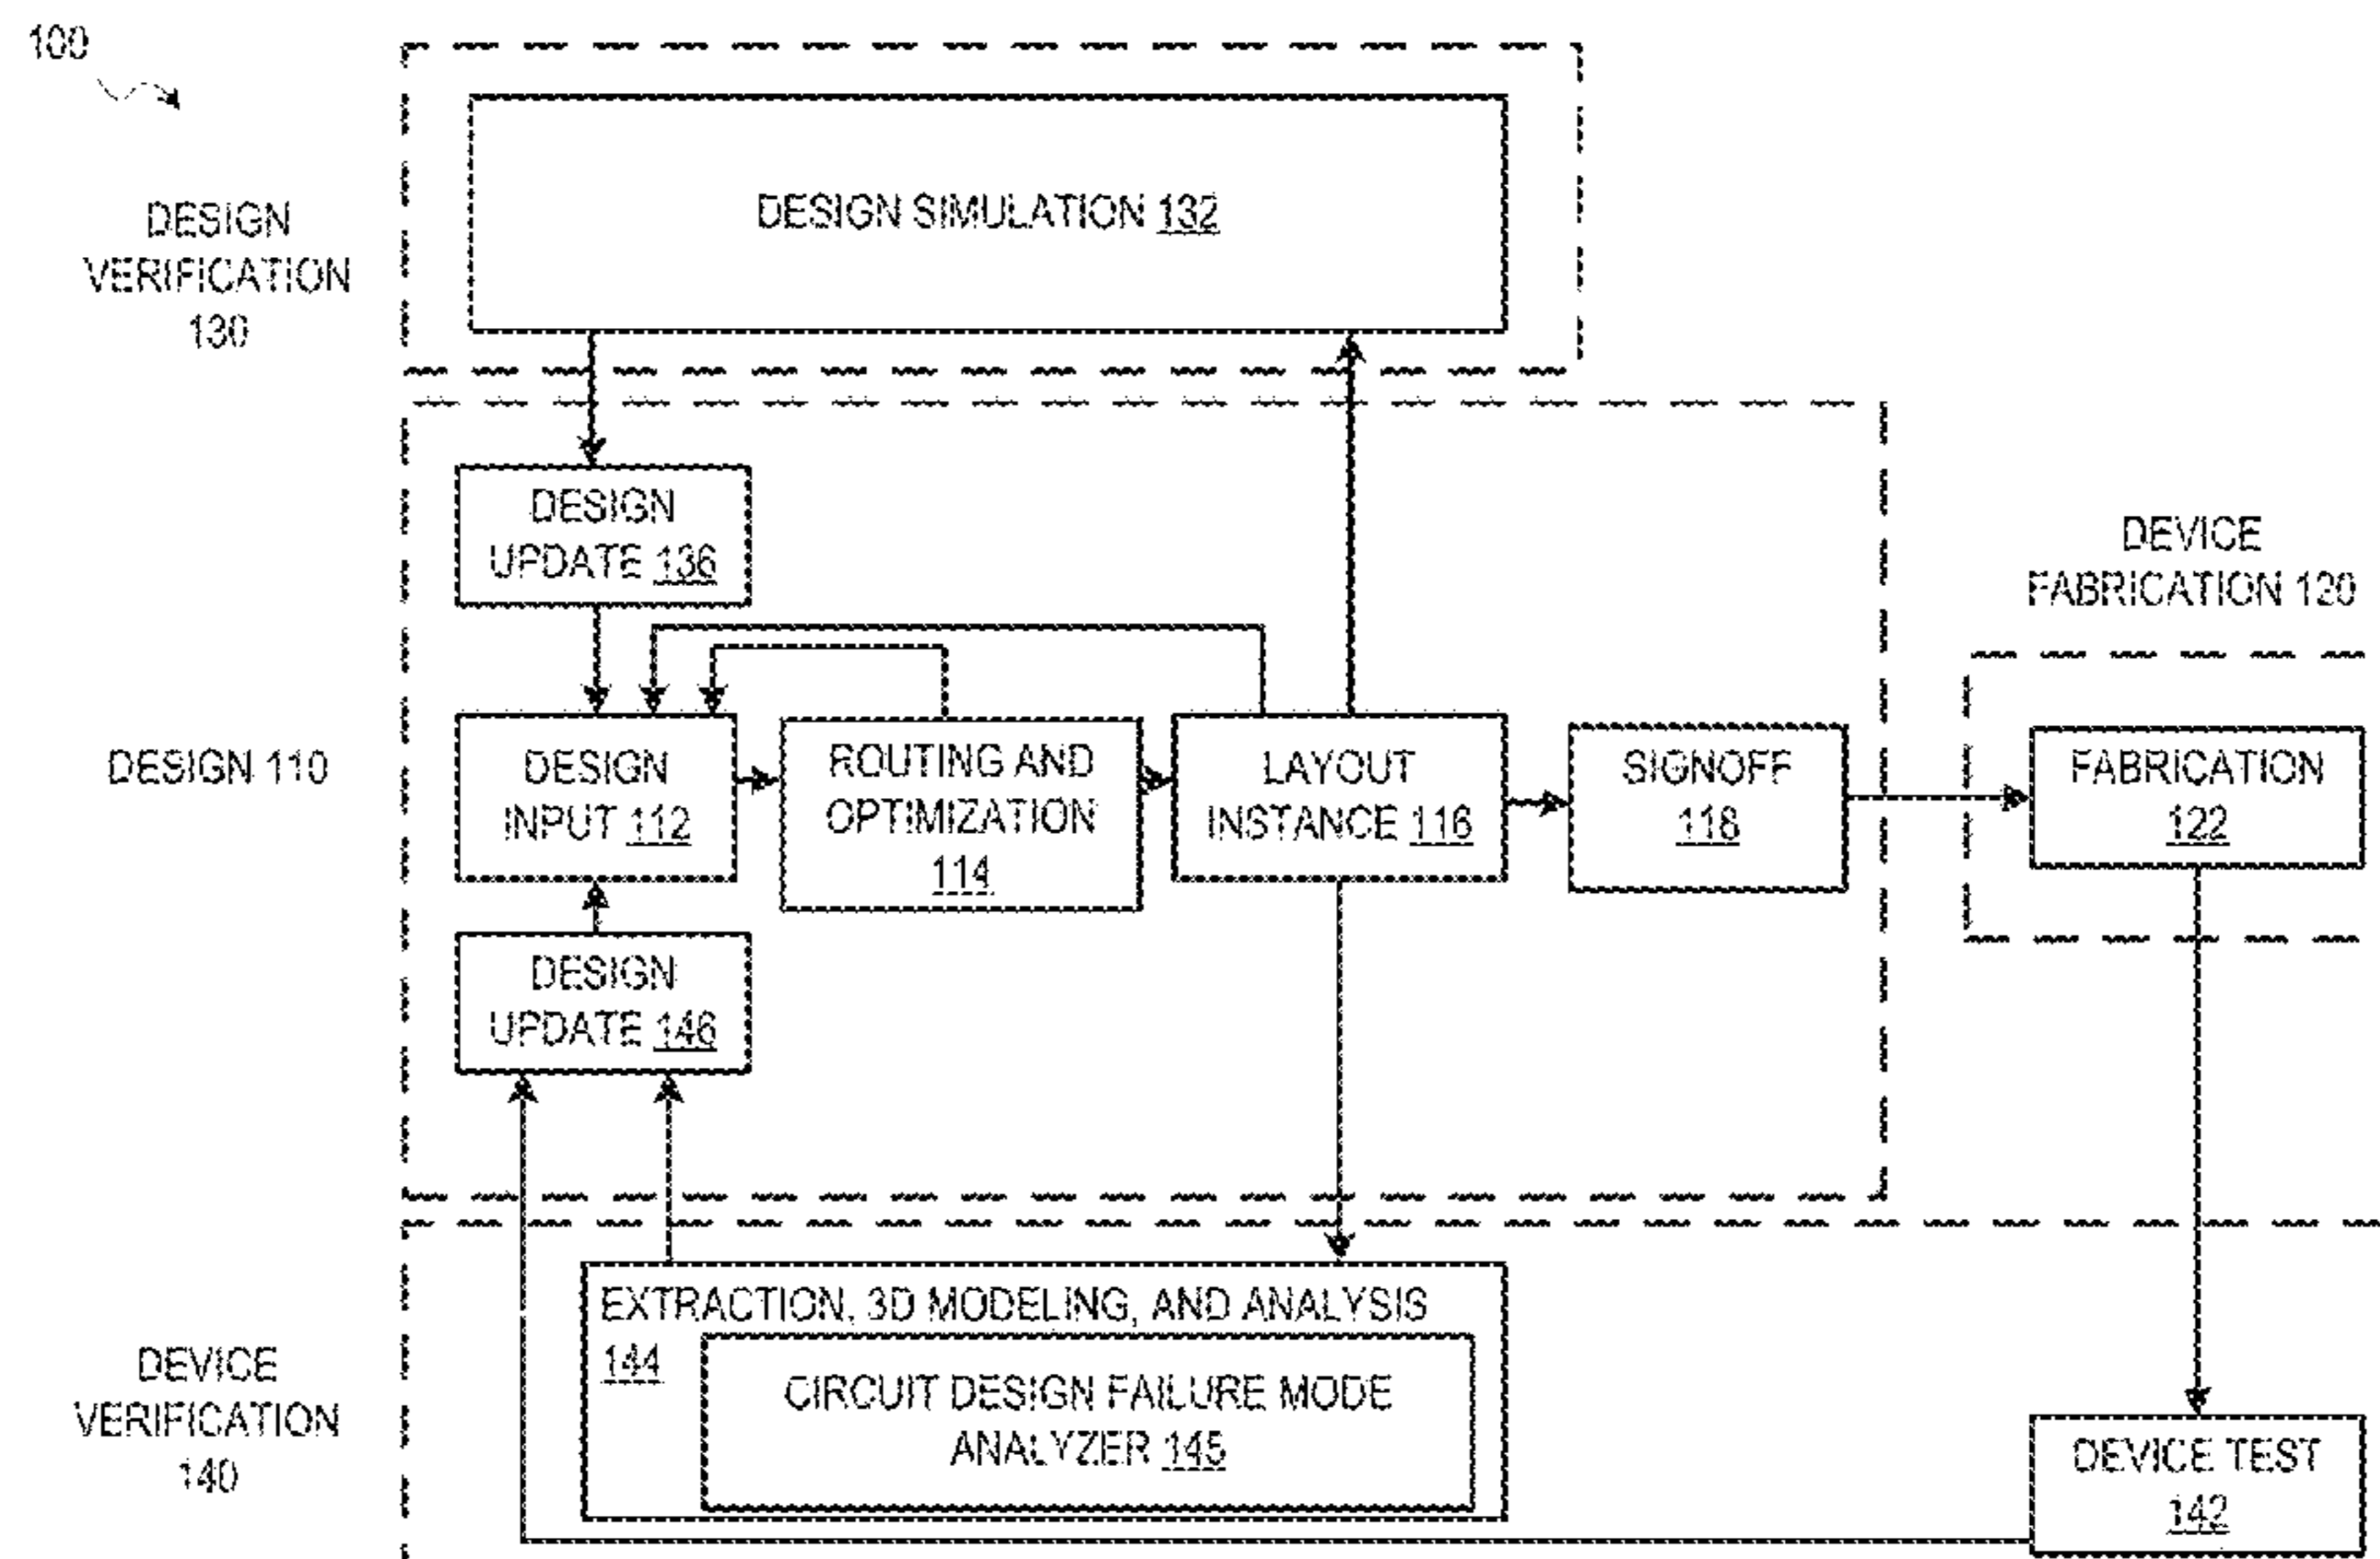 100
DESIGN
VERIFICATION
130
DESIGN SIMULATION 132
DESIGN
UPDATE 136
DEVICE
FABRICATION 120
DESIGN 110
DESIGN
INPUT 112
ROUTING AND
OPTIMIZATION
114
LAYOUT
INSTANCE 116
SIGNOFF
118
FABRICATION
122
DESIGN
UPDATE 146
DEVICE
VERIFICATION
140
EXTRACTION, 3D MODELING, AND ANALYSIS
144
CIRCUIT DESIGN FAILURE MODE
ANALYZER 145
DEVICE TEST
142